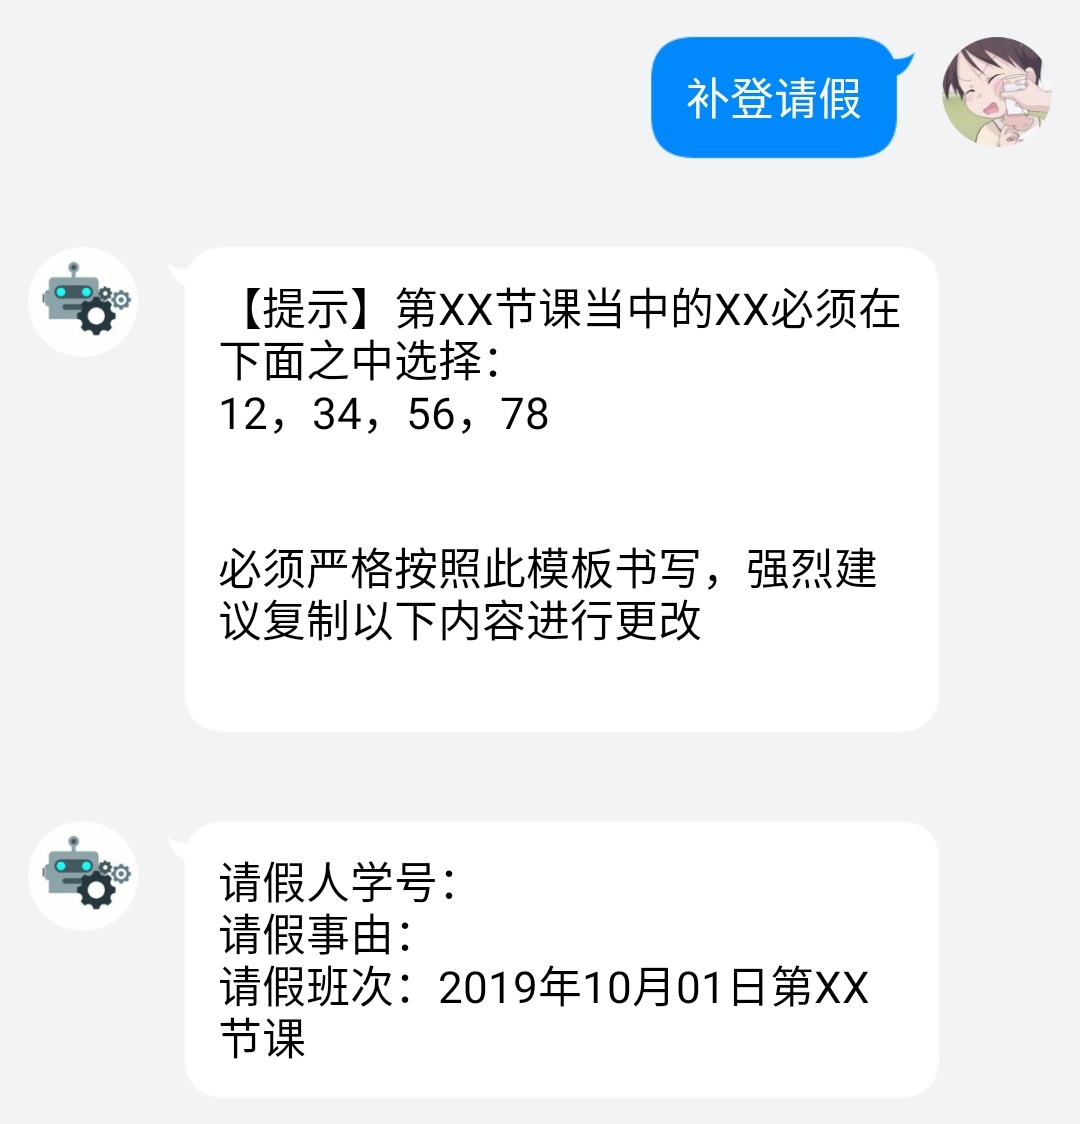 补登请假
【提示】第XX节课当中的XX必须在
下面之中选择：
12，34，56，78
必须严格按照此模板书写，强烈建
议复制以下内容进行更改
请假人学号：
请假事由：
请假班次：2019年10月01日第XX
节课